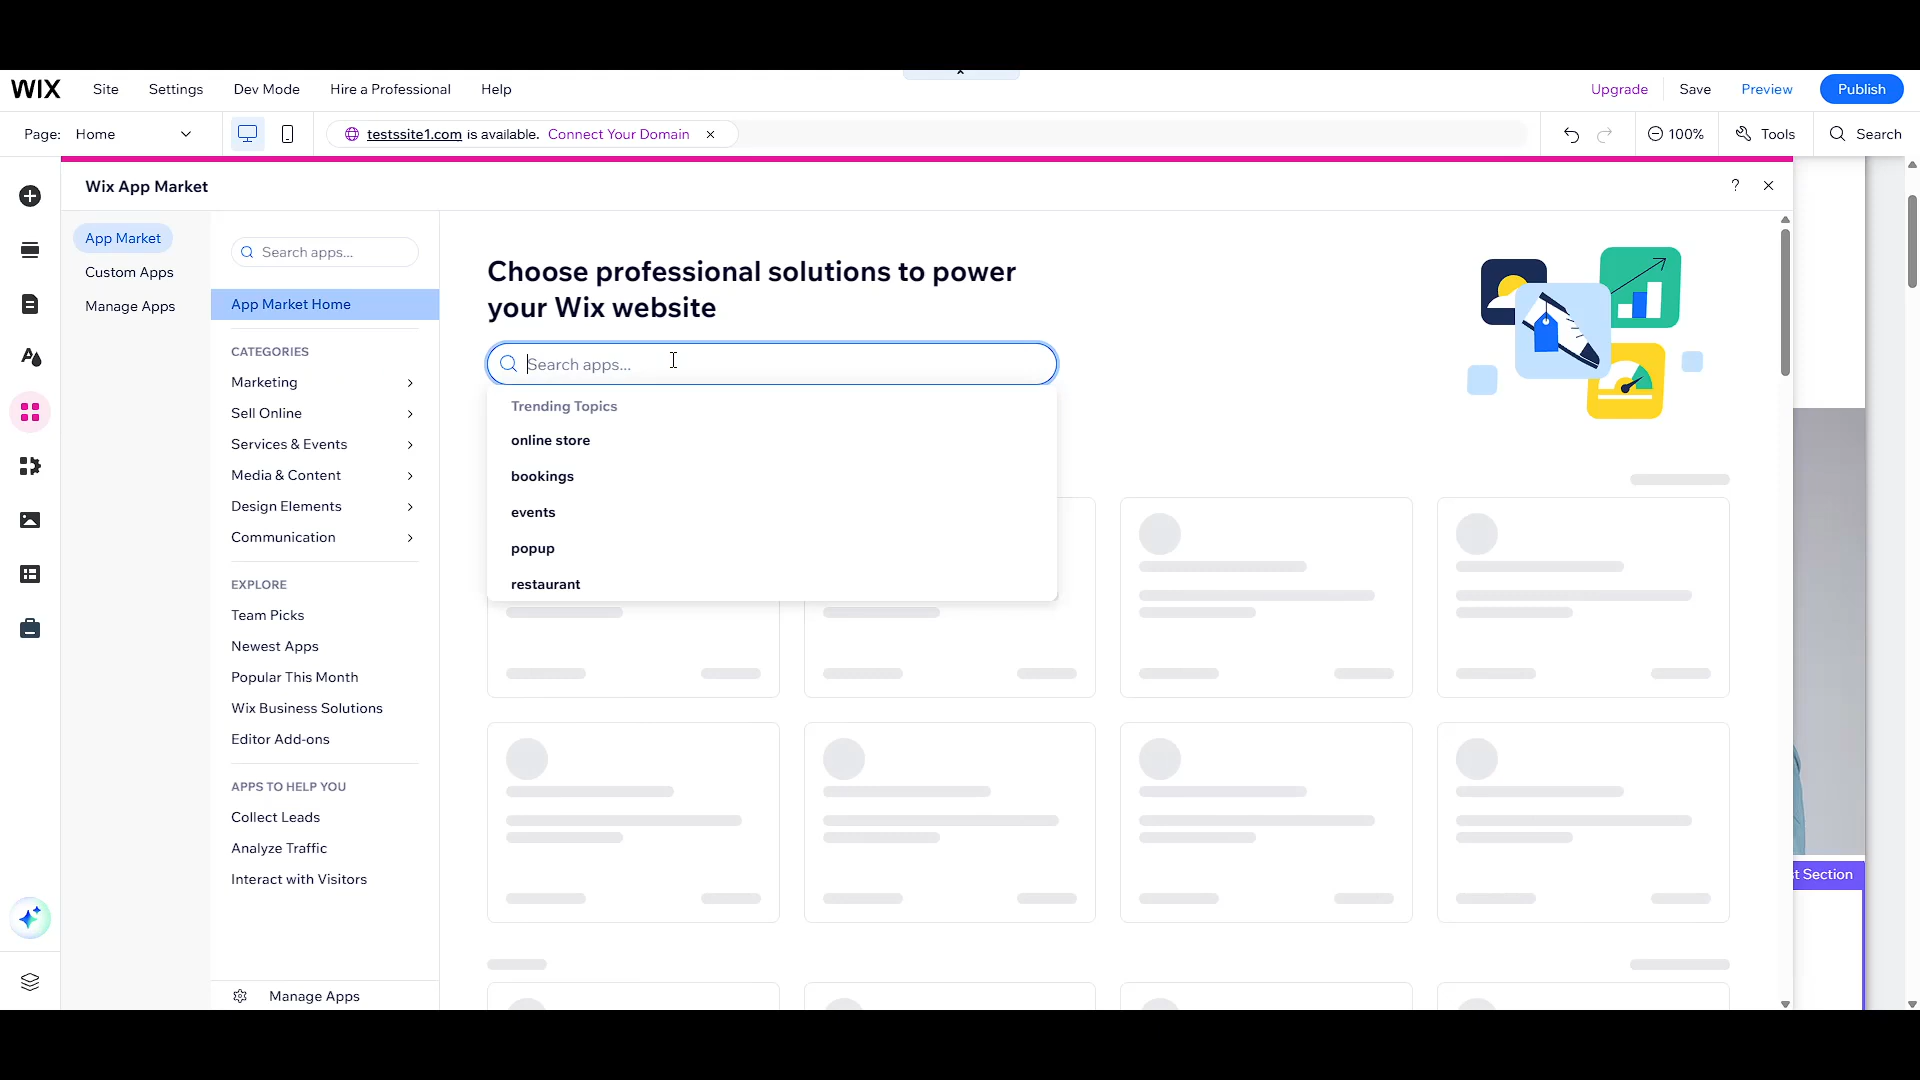 WIX
Site
Settings
Dev Mode
Hire a Professional
Help
Upgrade
Save
Preview
Publish
Page: Home
testssite1.com is available. Connect Your Domain
100%
Tools
Search
Wix App Market
?
App Market
Custom Apps
Manage Apps
Search apps...
App Market Home
CATEGORIES
Marketing
Sell Online
Services & Events
Media & Content
Design Elements
Communication
EXPLORE
Team Picks
Newest Apps
Popular This Month
Wix Business Solutions
Editor Add-ons
APPS TO HELP YOU
Collect Leads
Analyze Traffic
Interact with Visitors
Manage Apps
Choose professional solutions to power
your Wix website
Search apps...
Trending Topics
online store
bookings
events
popup
restaurant
Section